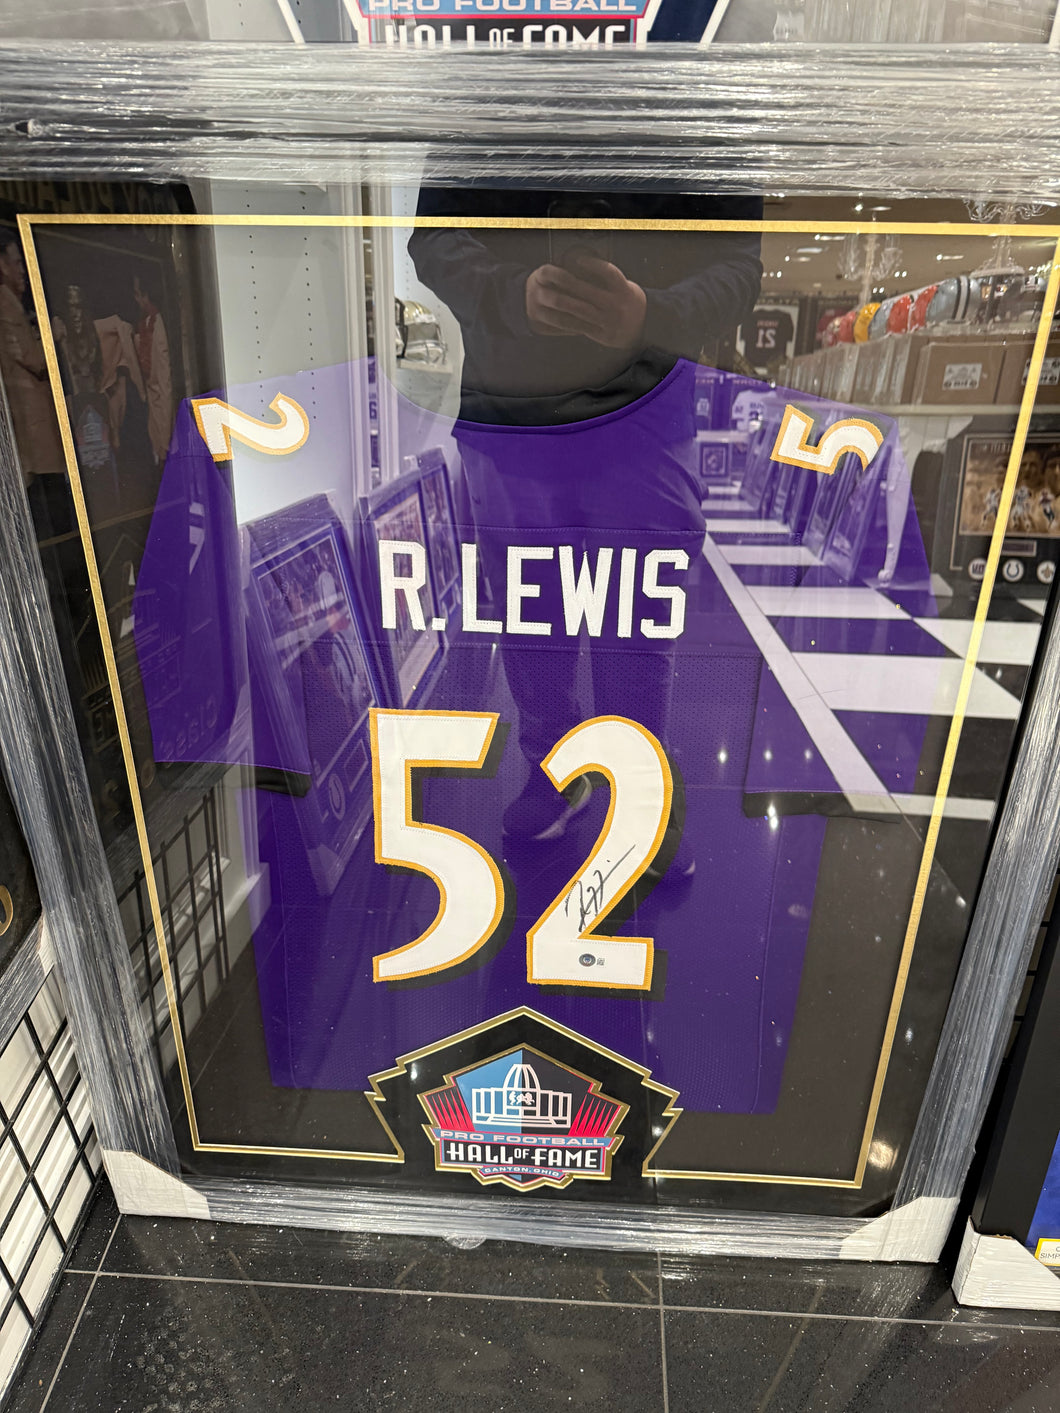 PRO FOOTBALL
HALL OF FAME
2
5
R. LEWIS
52
PRO FOOTBALL
HALL OF FAME
CANTON, OHIO